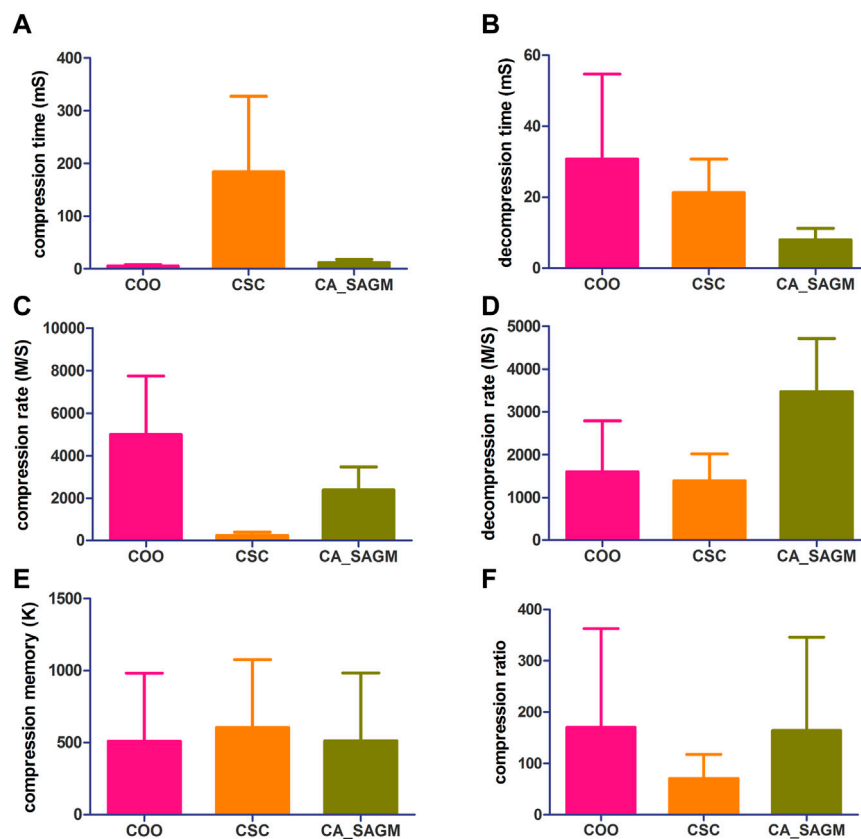 A
compression time (mS)
400
300
200
100
0
COO CSC CA_SAGM
B
decompression time (mS)
60
40
20
0
COO CSC CA_SAGM
C
compression rate (M/S)
10000
8000
6000
4000
2000
0
COO CSC CA_SAGM
D
decompression rate (M/S)
5000
4000
3000
2000
1000
0
COO CSC CA_SAGM
E
compression memory (K)
1500
1000
500
0
COO CSC CA_SAGM
F
compression ratio
400
300
200
100
0
COO CSC CA_SAGM